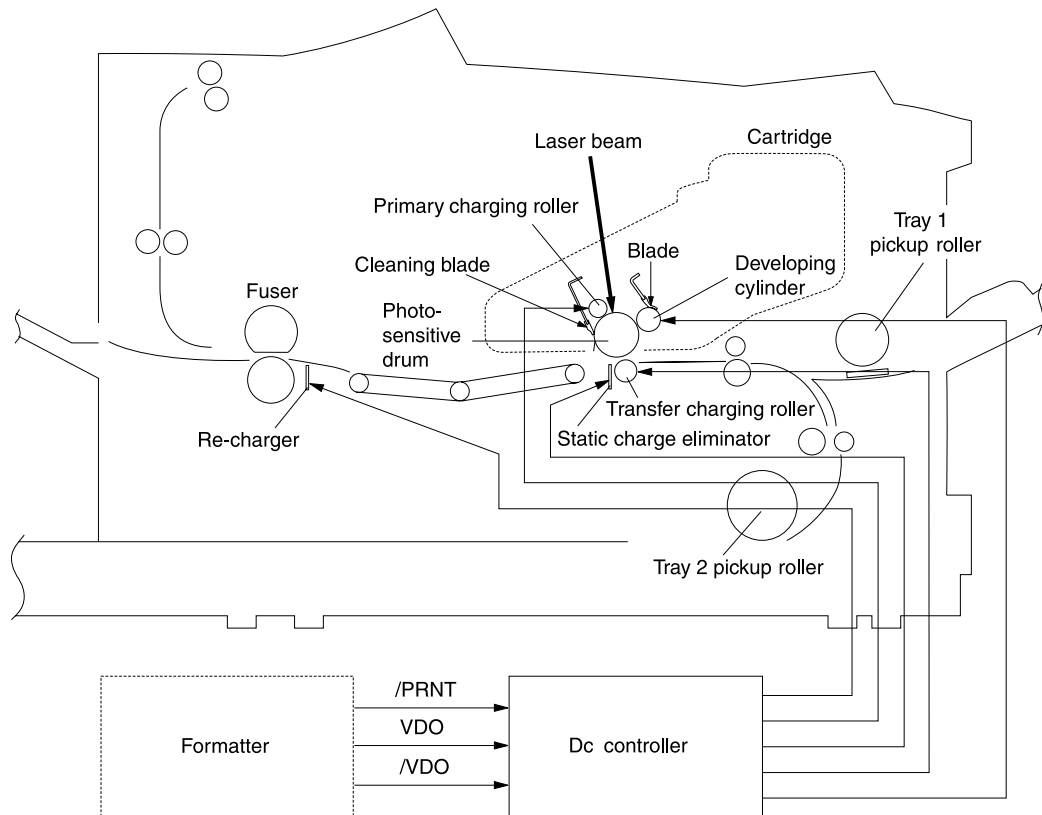 Laser beam
Cartridge
Primary charging roller
Tray 1
pickup roller
Cleaning blade
Blade
Developing
cylinder
Fuser
Photo-
sensitive
drum
Transfer charging roller
Re-charger
Static charge eliminator
Tray 2 pickup roller
/PRNT
VDO
/VDO
Formatter
Dc controller